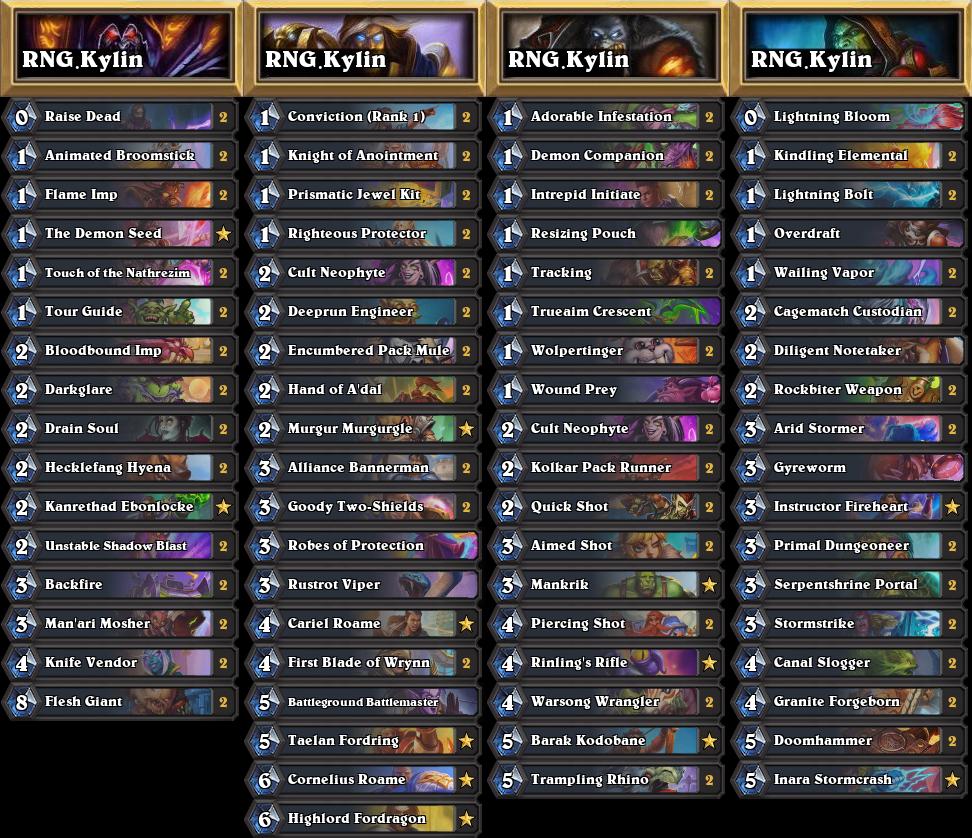 RNG.Kylin
0 Raise Dead 2
1 Animated Broomstick 2
1 Flame Imp 2
1 The Demon Seed
1 Touch of the Nathrezim 2
1 Tour Guide 2
2 Bloodbound Imp 2
2 Darkglare 2
2 Drain Soul 2
2 Hecklefang Hyena 2
2 Kanrethad Ebonlocke
2 Unstable Shadow Blast 2
3 Backfire 2
3 Man'ari Mosher 2
4 Knife Vendor 2
8 Flesh Giant 2
RNG.Kylin
1 Conviction (Rank 1) 2
1 Knight of Anointment 2
1 Prismatic Jewel Kit 2
1 Righteous Protector 2
2 Cult Neophyte 2
2 Deeprun Engineer 2
2 Encumbered Pack Mule 2
2 Hand of A'dal 2
2 Murgur Murgurgle
3 Alliance Bannerman 2
3 Goody Two-Shields 2
3 Robes of Protection
3 Rustrot Viper
4 Cariel Roame
4 First Blade of Wrynn 2
5 Battleground Battlemaster
5 Taelan Fordring
6 Cornelius Roame
6 Highlord Fordragon
RNG.Kylin
1 Adorable Infestation 2
1 Demon Companion 2
1 Intrepid Initiate 2
1 Resizing Pouch
1 Tracking 2
1 Trueaim Crescent
1 Wolpertinger 2
1 Wound Prey
2 Cult Neophyte 2
2 Kolkar Pack Runner 2
2 Quick Shot 2
3 Aimed Shot 2
3 Mankrik
4 Piercing Shot 2
4 Rinling's Rifle
4 Warsong Wrangler 2
5 Barak Kodobane
5 Trampling Rhino 2
RNG.Kylin
0 Lightning Bloom
1 Kindling Elemental 2
1 Lightning Bolt 2
1 Overdraft
1 Wailing Vapor 2
2 Cagematch Custodian 2
2 Diligent Notetaker
2 Rockbiter Weapon 2
3 Arid Stormer 2
3 Gyreworm
3 Instructor Fireheart
3 Primal Dungeoneer 2
3 Serpentshrine Portal 2
3 Stormstrike 2
4 Canal Slogger 2
4 Granite Forgeborn 2
5 Doomhammer 2
5 Inara Stormcrash